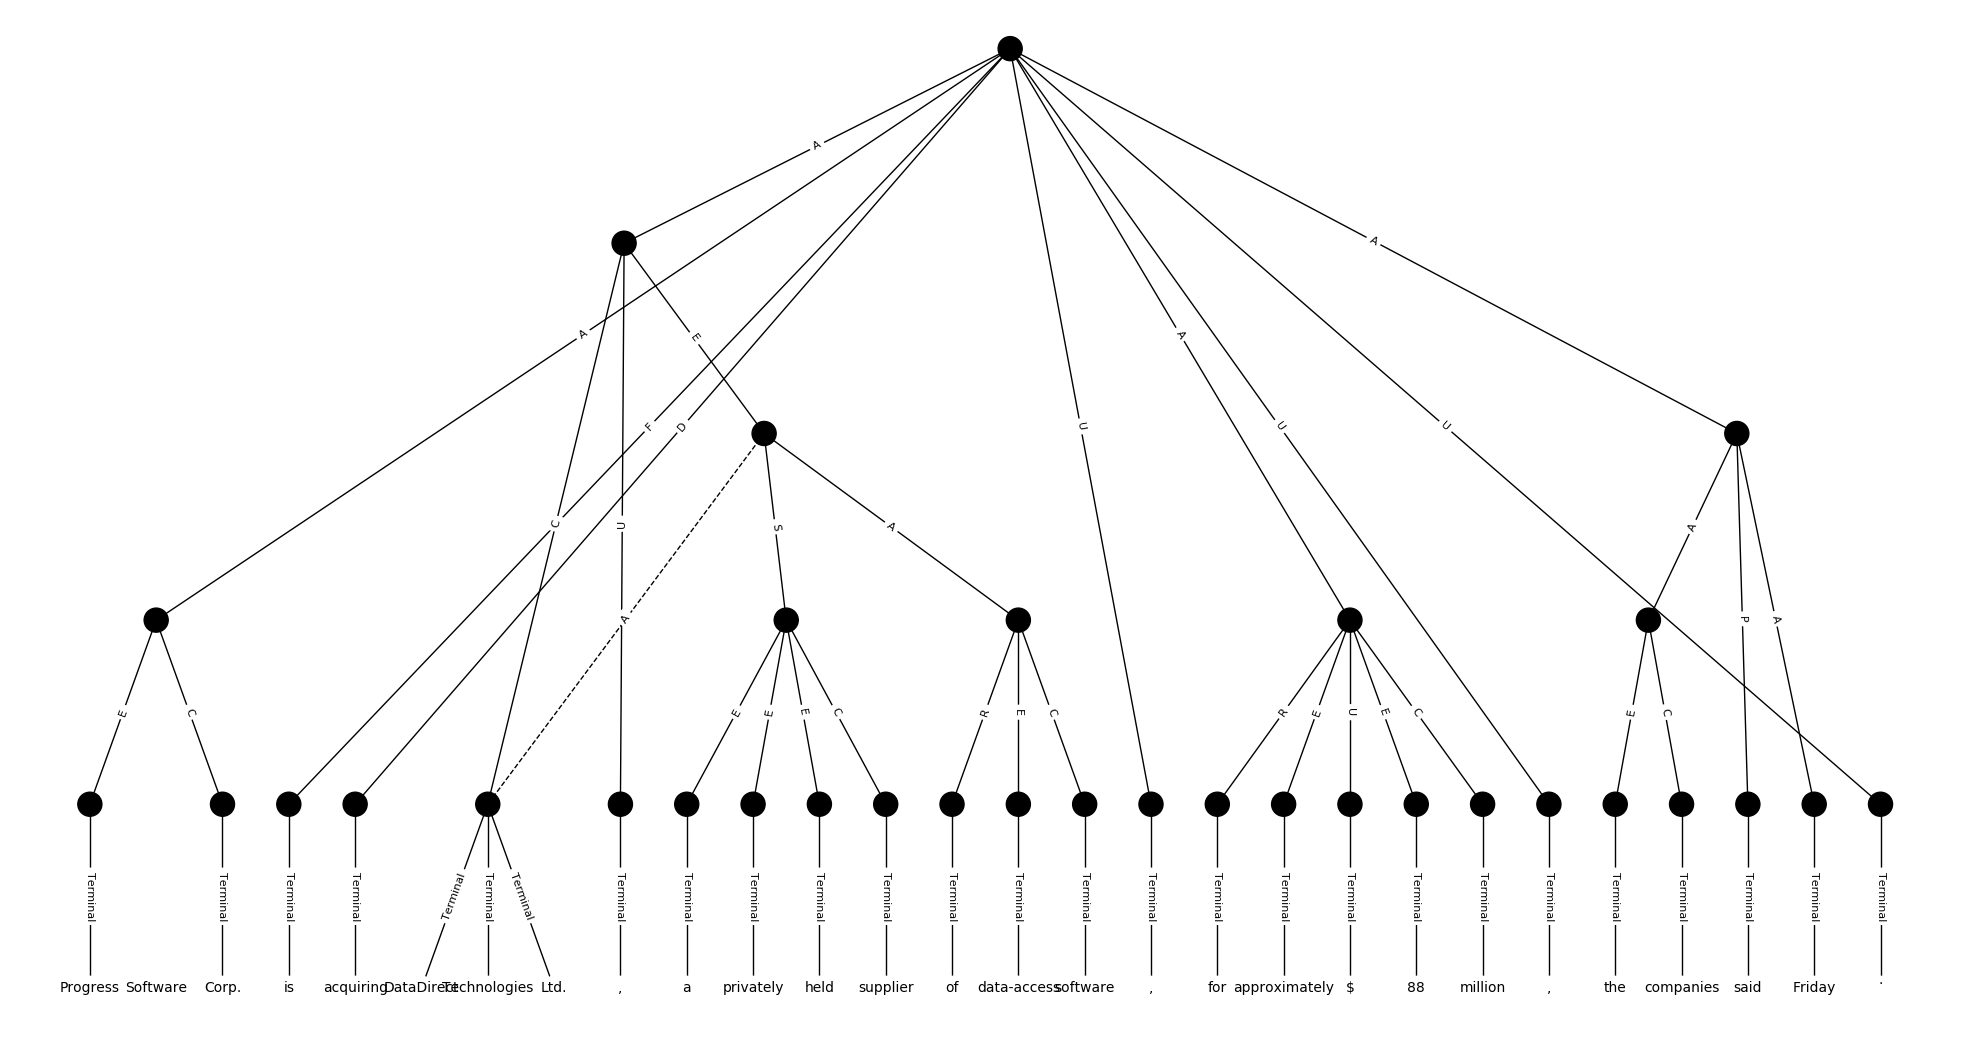 A
A
A
E
A
F
D
U
U
U
C
U
S
A
A
A
P
A
E
C
E
E
E
C
R
E
C
R
E
U
E
C
E
C
Terminal Terminal Terminal Terminal Terminal Terminal Terminal Terminal Terminal Terminal Terminal Terminal Terminal Terminal Terminal Terminal Terminal Terminal Terminal Terminal Terminal Terminal Terminal Terminal Terminal Terminal Terminal
Progress Software Corp. is acquiring DataDirect Technologies Ltd. , a privately held supplier of data-access software , for approximately $ 88 million , the companies said Friday .